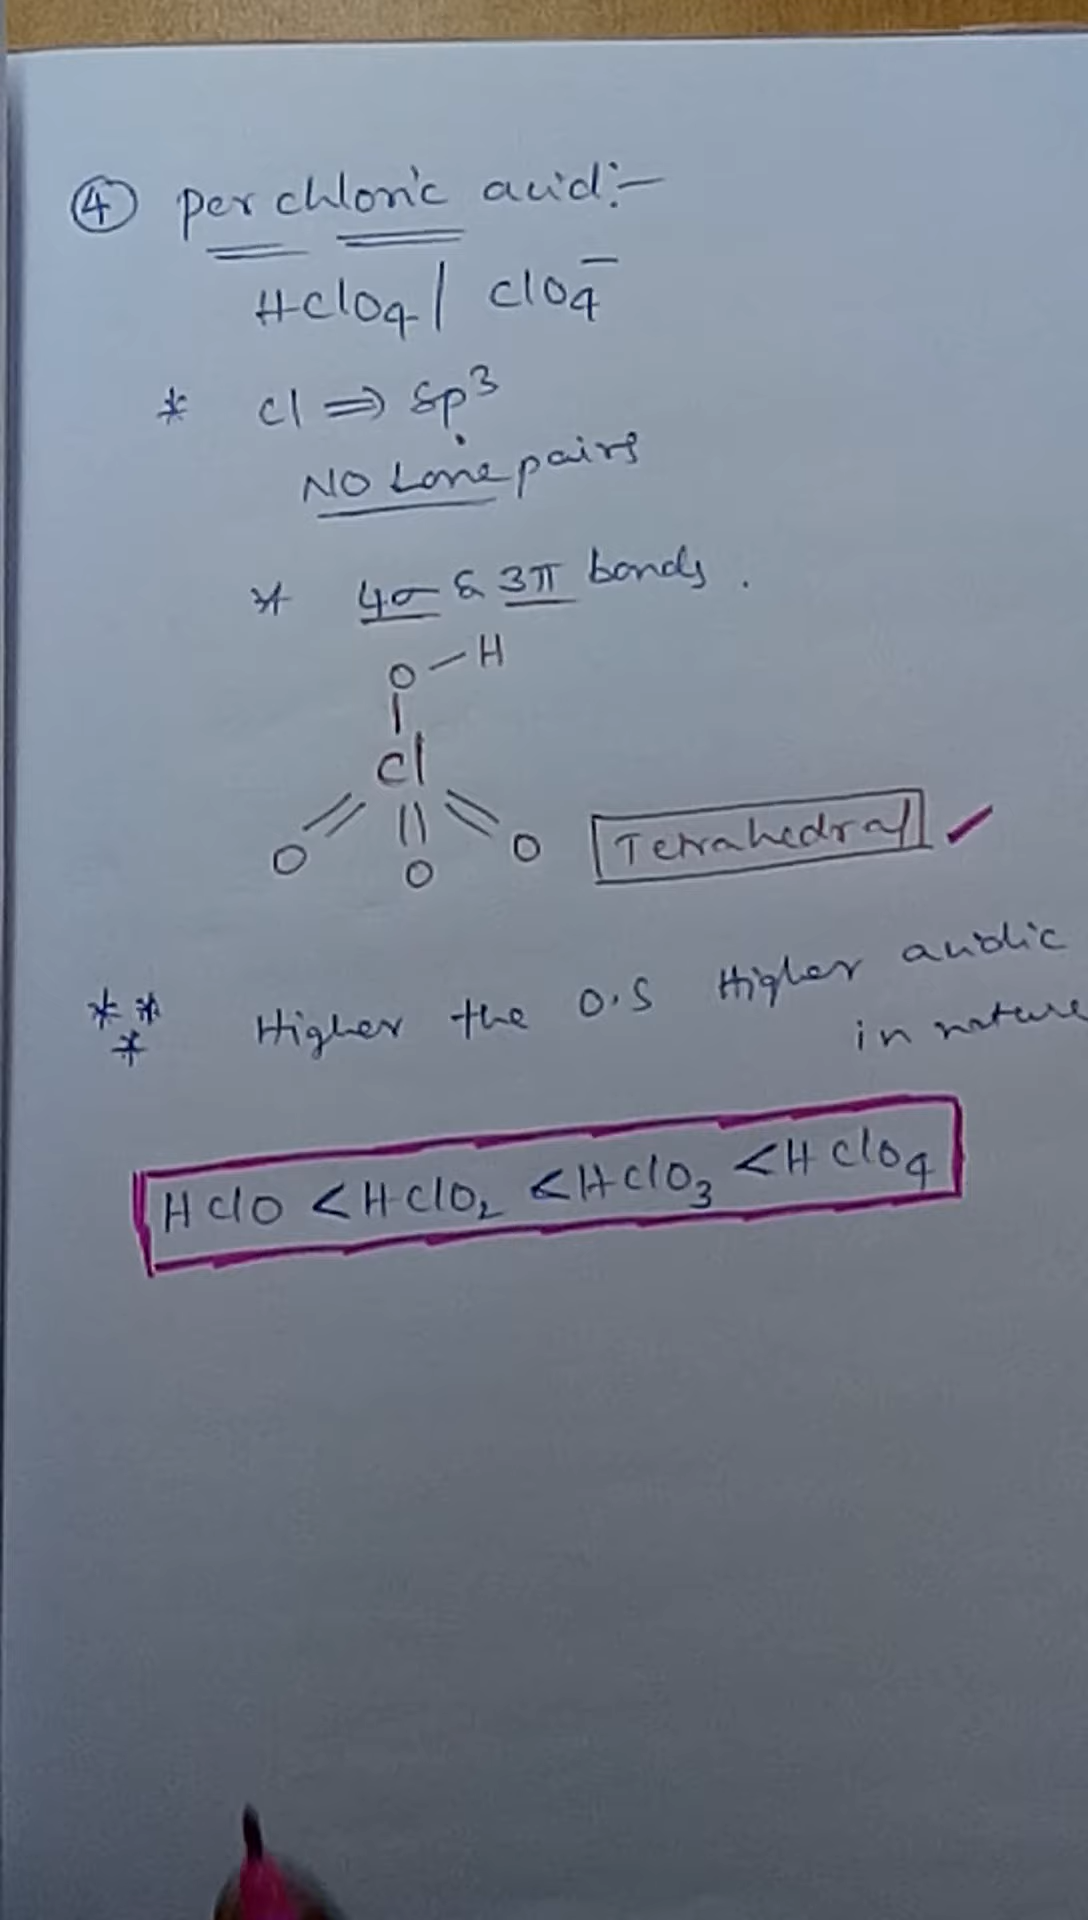 ④ Per chloric acid:-
HClO₄ / ClO₄⁻
* Cl ⇒ Sp³
NO Lone pairs
* 4σ & 3π bonds.
O - H
Cl
O O O Tetrahedral ✓
*** Higher the O.S Higher acidic
in nature
HClO < HClO₂ < HClO₃ < HClO₄